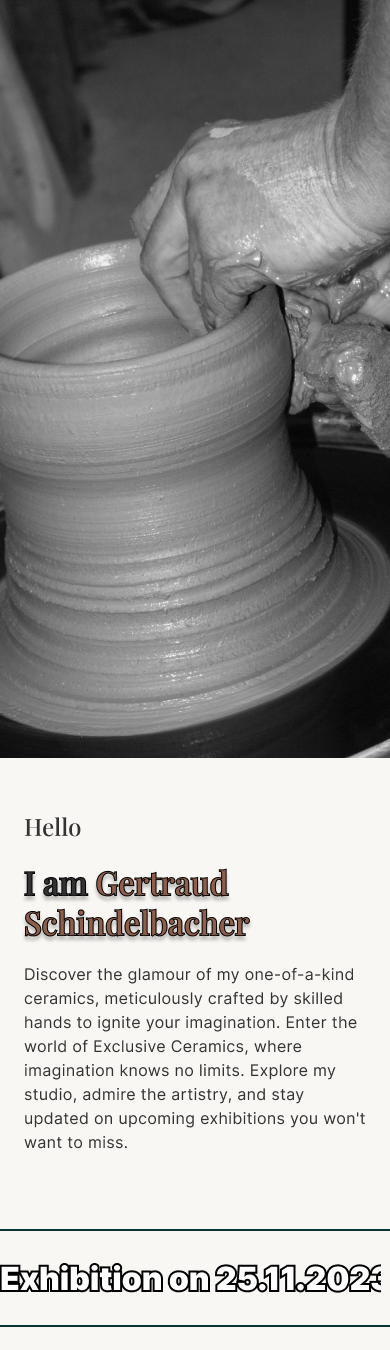 Hello
I am Gertraud
Schindelbacher
Discover the glamour of my one-of-a-kind
ceramics, meticulously crafted by skilled
hands to ignite your imagination. Enter the
world of Exclusive Ceramics, where
imagination knows no limits. Explore my
studio, admire the artistry, and stay
updated on upcoming exhibitions you won't
want to miss.
Exhibition on 25.11.2023